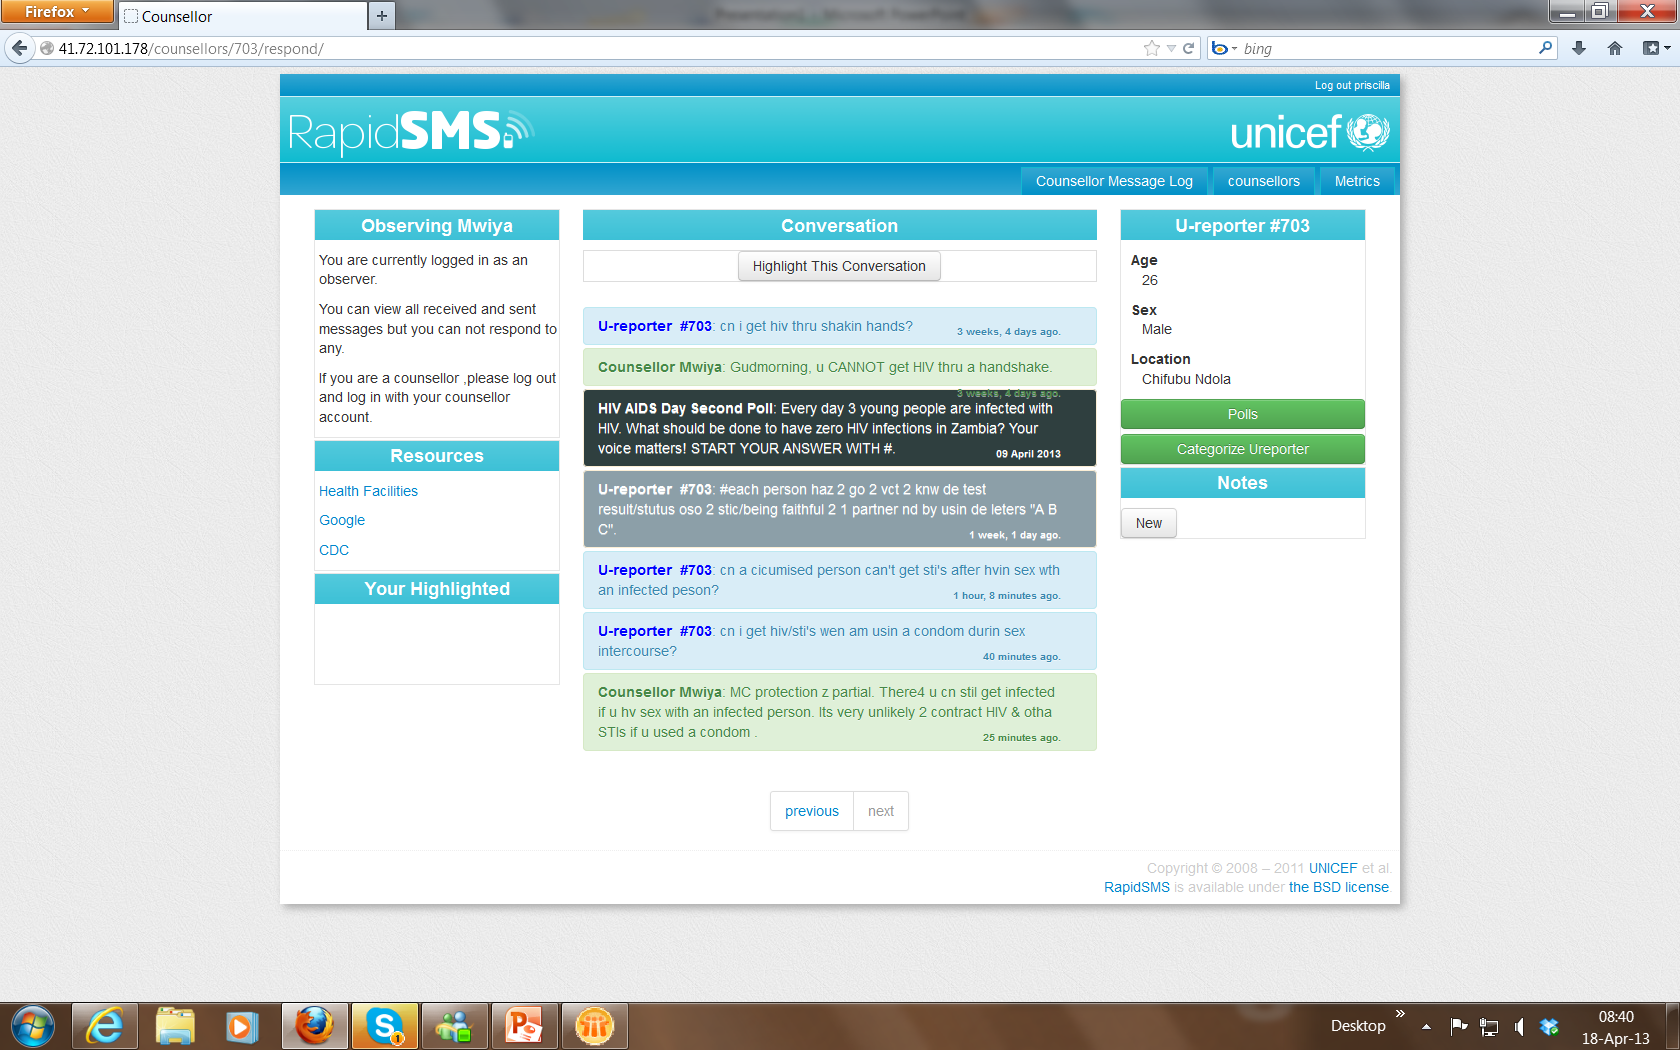 Firefox
Counsellor
41.72.101.178/counsellors/703/respond/
bing
Log out priscilla
RapidSMS
unicef
Counsellor Message Log
counsellors
Metrics
Observing Mwiya
You are currently logged in as an
observer.
You can view all received and sent
messages but you can not respond to
any.
If you are a counsellor ,please log out
and log in with your counsellor
account.
Resources
Health Facilities
Google
CDC
Your Highlighted
Conversation
Highlight This Conversation
U-reporter #703: cn i get hiv thru shakin hands?
3 weeks, 4 days ago.
Counsellor Mwiya: Gudmorning, u CANNOT get HIV thru a handshake.
3 weeks, 4 days ago.
HIV AIDS Day Second Poll: Every day 3 young people are infected with
HIV. What should be done to have zero HIV infections in Zambia? Your
voice matters! START YOUR ANSWER WITH #.
09 April 2013
U-reporter #703: #each person haz 2 go 2 vct 2 knw de test
result/stutus oso 2 stic/being faithful 2 1 partner nd by usin de leters "A B
C".
1 week, 1 day ago.
U-reporter #703: cn a cicumised person can't get sti's after hvin sex wth
an infected peson?
1 hour, 8 minutes ago.
U-reporter #703: cn i get hiv/sti's wen am usin a condom durin sex
intercourse?
40 minutes ago.
Counsellor Mwiya: MC protection z partial. There4 u cn stil get infected
if u hv sex with an infected person. Its very unlikely 2 contract HIV & otha
STIs if u used a condom .
25 minutes ago.
previous
next
U-reporter #703
Age
26
Sex
Male
Location
Chifubu Ndola
Polls
Categorize Ureporter
Notes
New
Copyright © 2008 – 2011 UNICEF et al.
RapidSMS is available under the BSD license.
Desktop
08:40
18-Apr-13